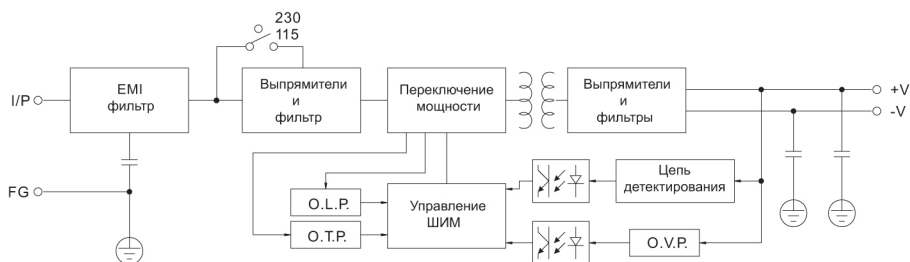 230
115
I/P
EMI
фильтр
Выпрямители
и
фильтр
Переключение
мощности
Выпрямители
и
фильтры
+V
-V
FG
O.L.P.
O.T.P.
Управление
ШИМ
Цепь
детектирования
O.V.P.